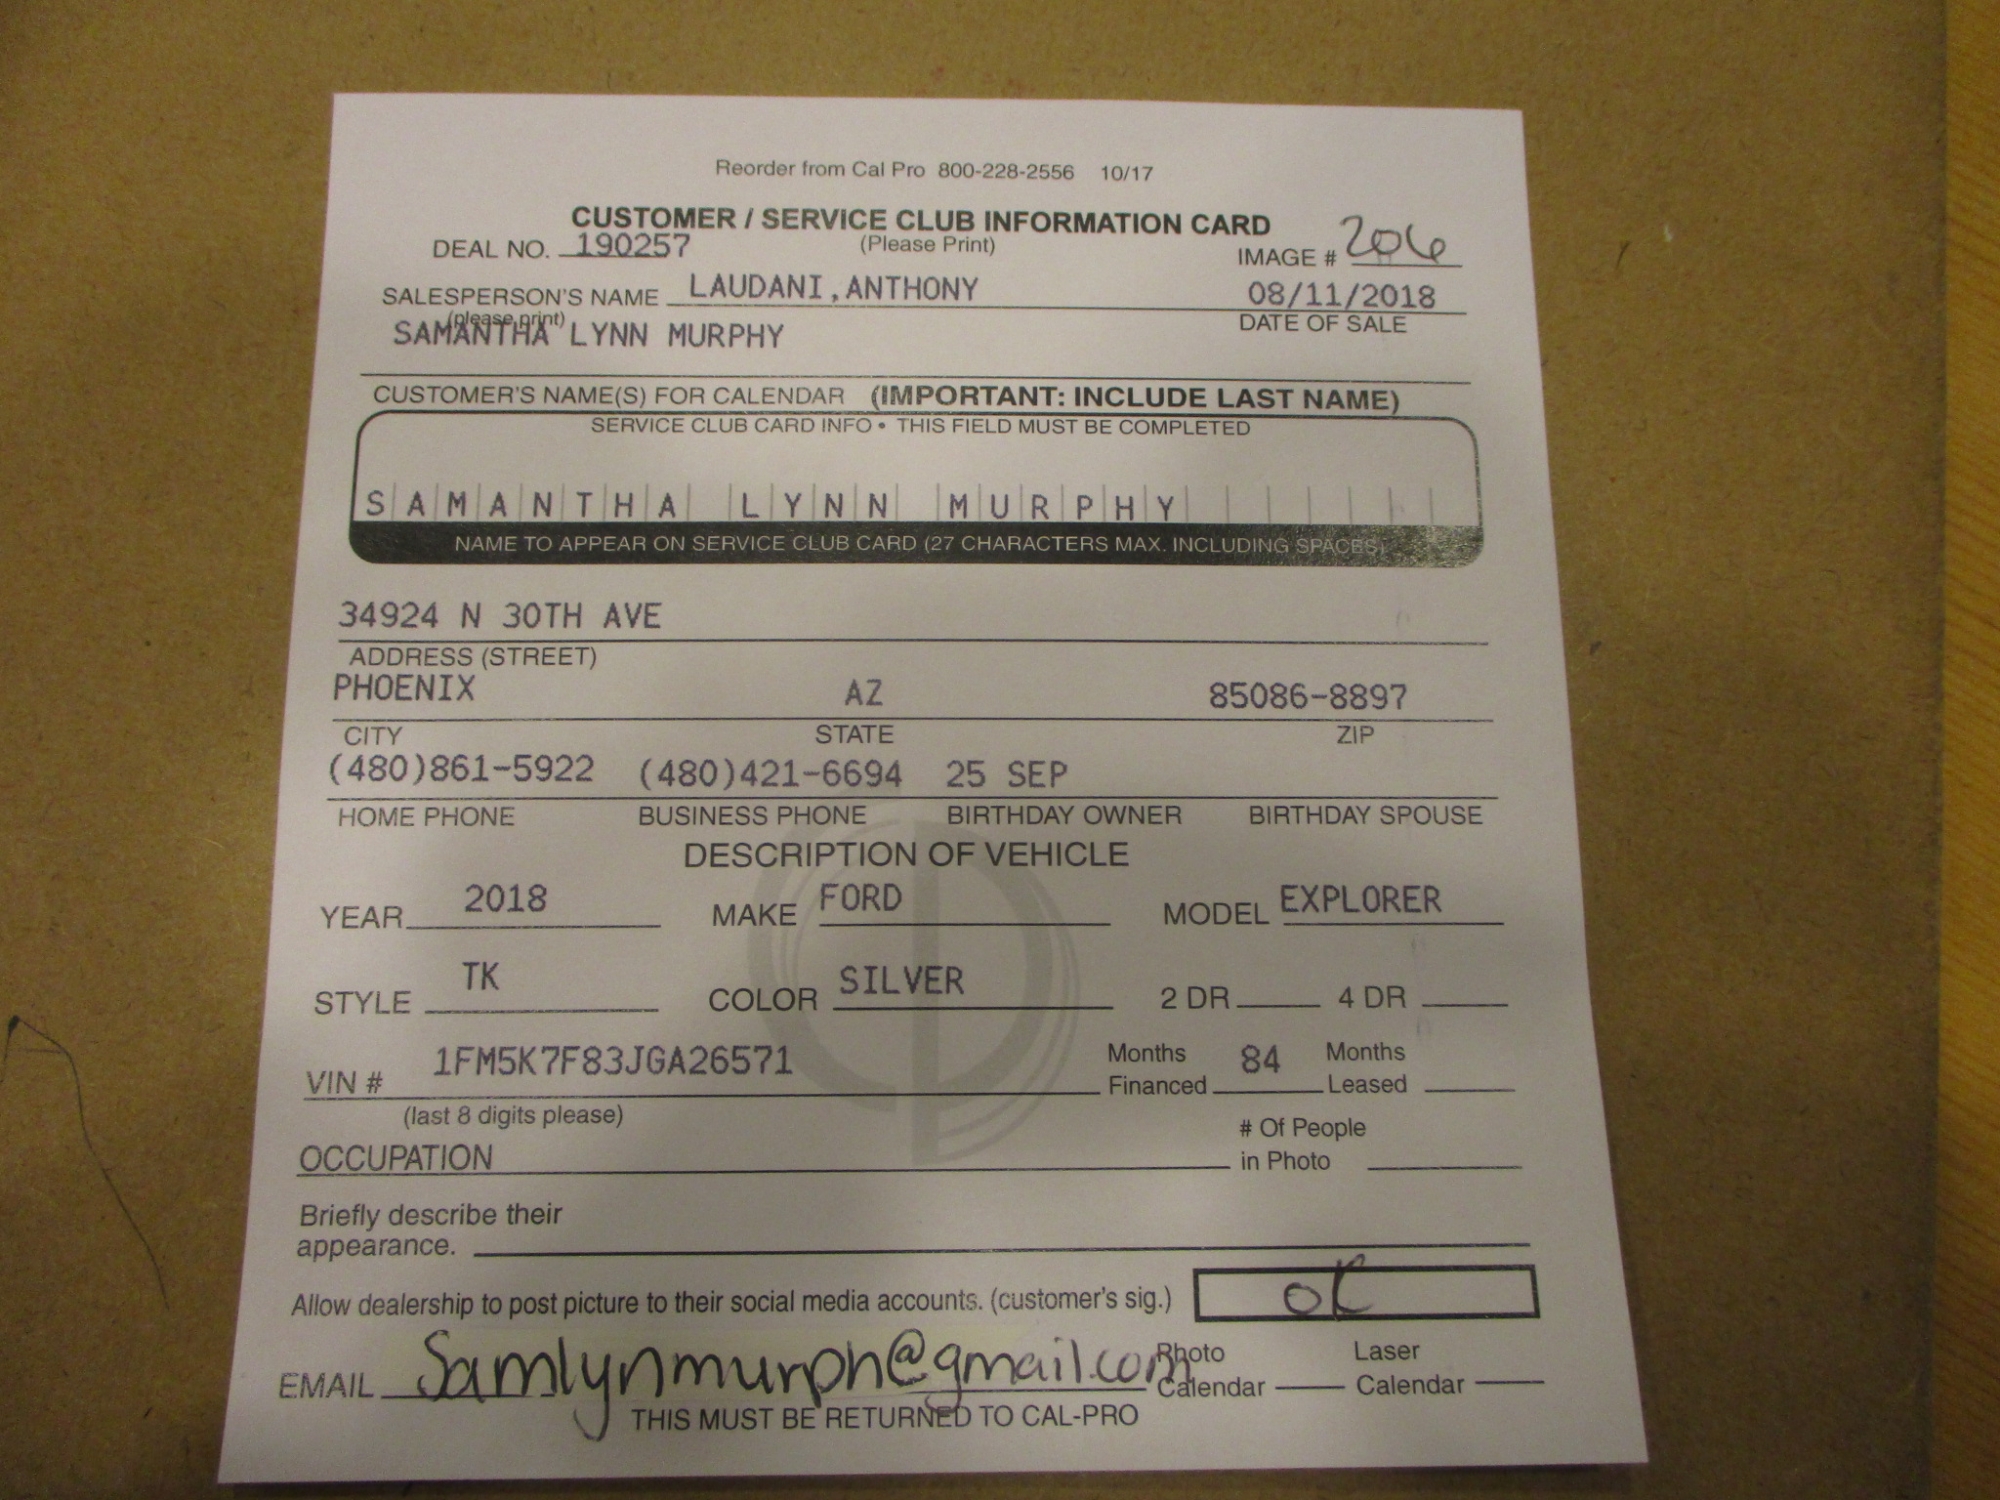 Reorder from Cal Pro 800-228-2556 10/17
CUSTOMER / SERVICE CLUB INFORMATION CARD
DEAL NO. 190257 (Please Print) IMAGE # 206
SALESPERSON'S NAME LAUDANI, ANTHONY 08/11/2018
(please print) DATE OF SALE
SAMANTHA LYNN MURPHY
CUSTOMER'S NAME(S) FOR CALENDAR (IMPORTANT: INCLUDE LAST NAME)
SERVICE CLUB CARD INFO • THIS FIELD MUST BE COMPLETED
SAMANTHA LYNN MURPHY
NAME TO APPEAR ON SERVICE CLUB CARD (27 CHARACTERS MAX. INCLUDING SPACES)
34924 N 30TH AVE
ADDRESS (STREET)
PHOENIX AZ 85086-8897
CITY STATE ZIP
(480)861-5922 (480)421-6694 25 SEP
HOME PHONE BUSINESS PHONE BIRTHDAY OWNER BIRTHDAY SPOUSE
DESCRIPTION OF VEHICLE
YEAR 2018 MAKE FORD MODEL EXPLORER
STYLE TK COLOR SILVER 2 DR 4 DR
VIN # 1FM5K7F83JGA26571 Months Financed 84 Months Leased
(last 8 digits please)
OCCUPATION # Of People in Photo
Briefly describe their
appearance.
Allow dealership to post picture to their social media accounts. (customer's sig.) OK
EMAIL Samlynmurph@gmail.com Photo Calendar Laser Calendar
THIS MUST BE RETURNED TO CAL-PRO